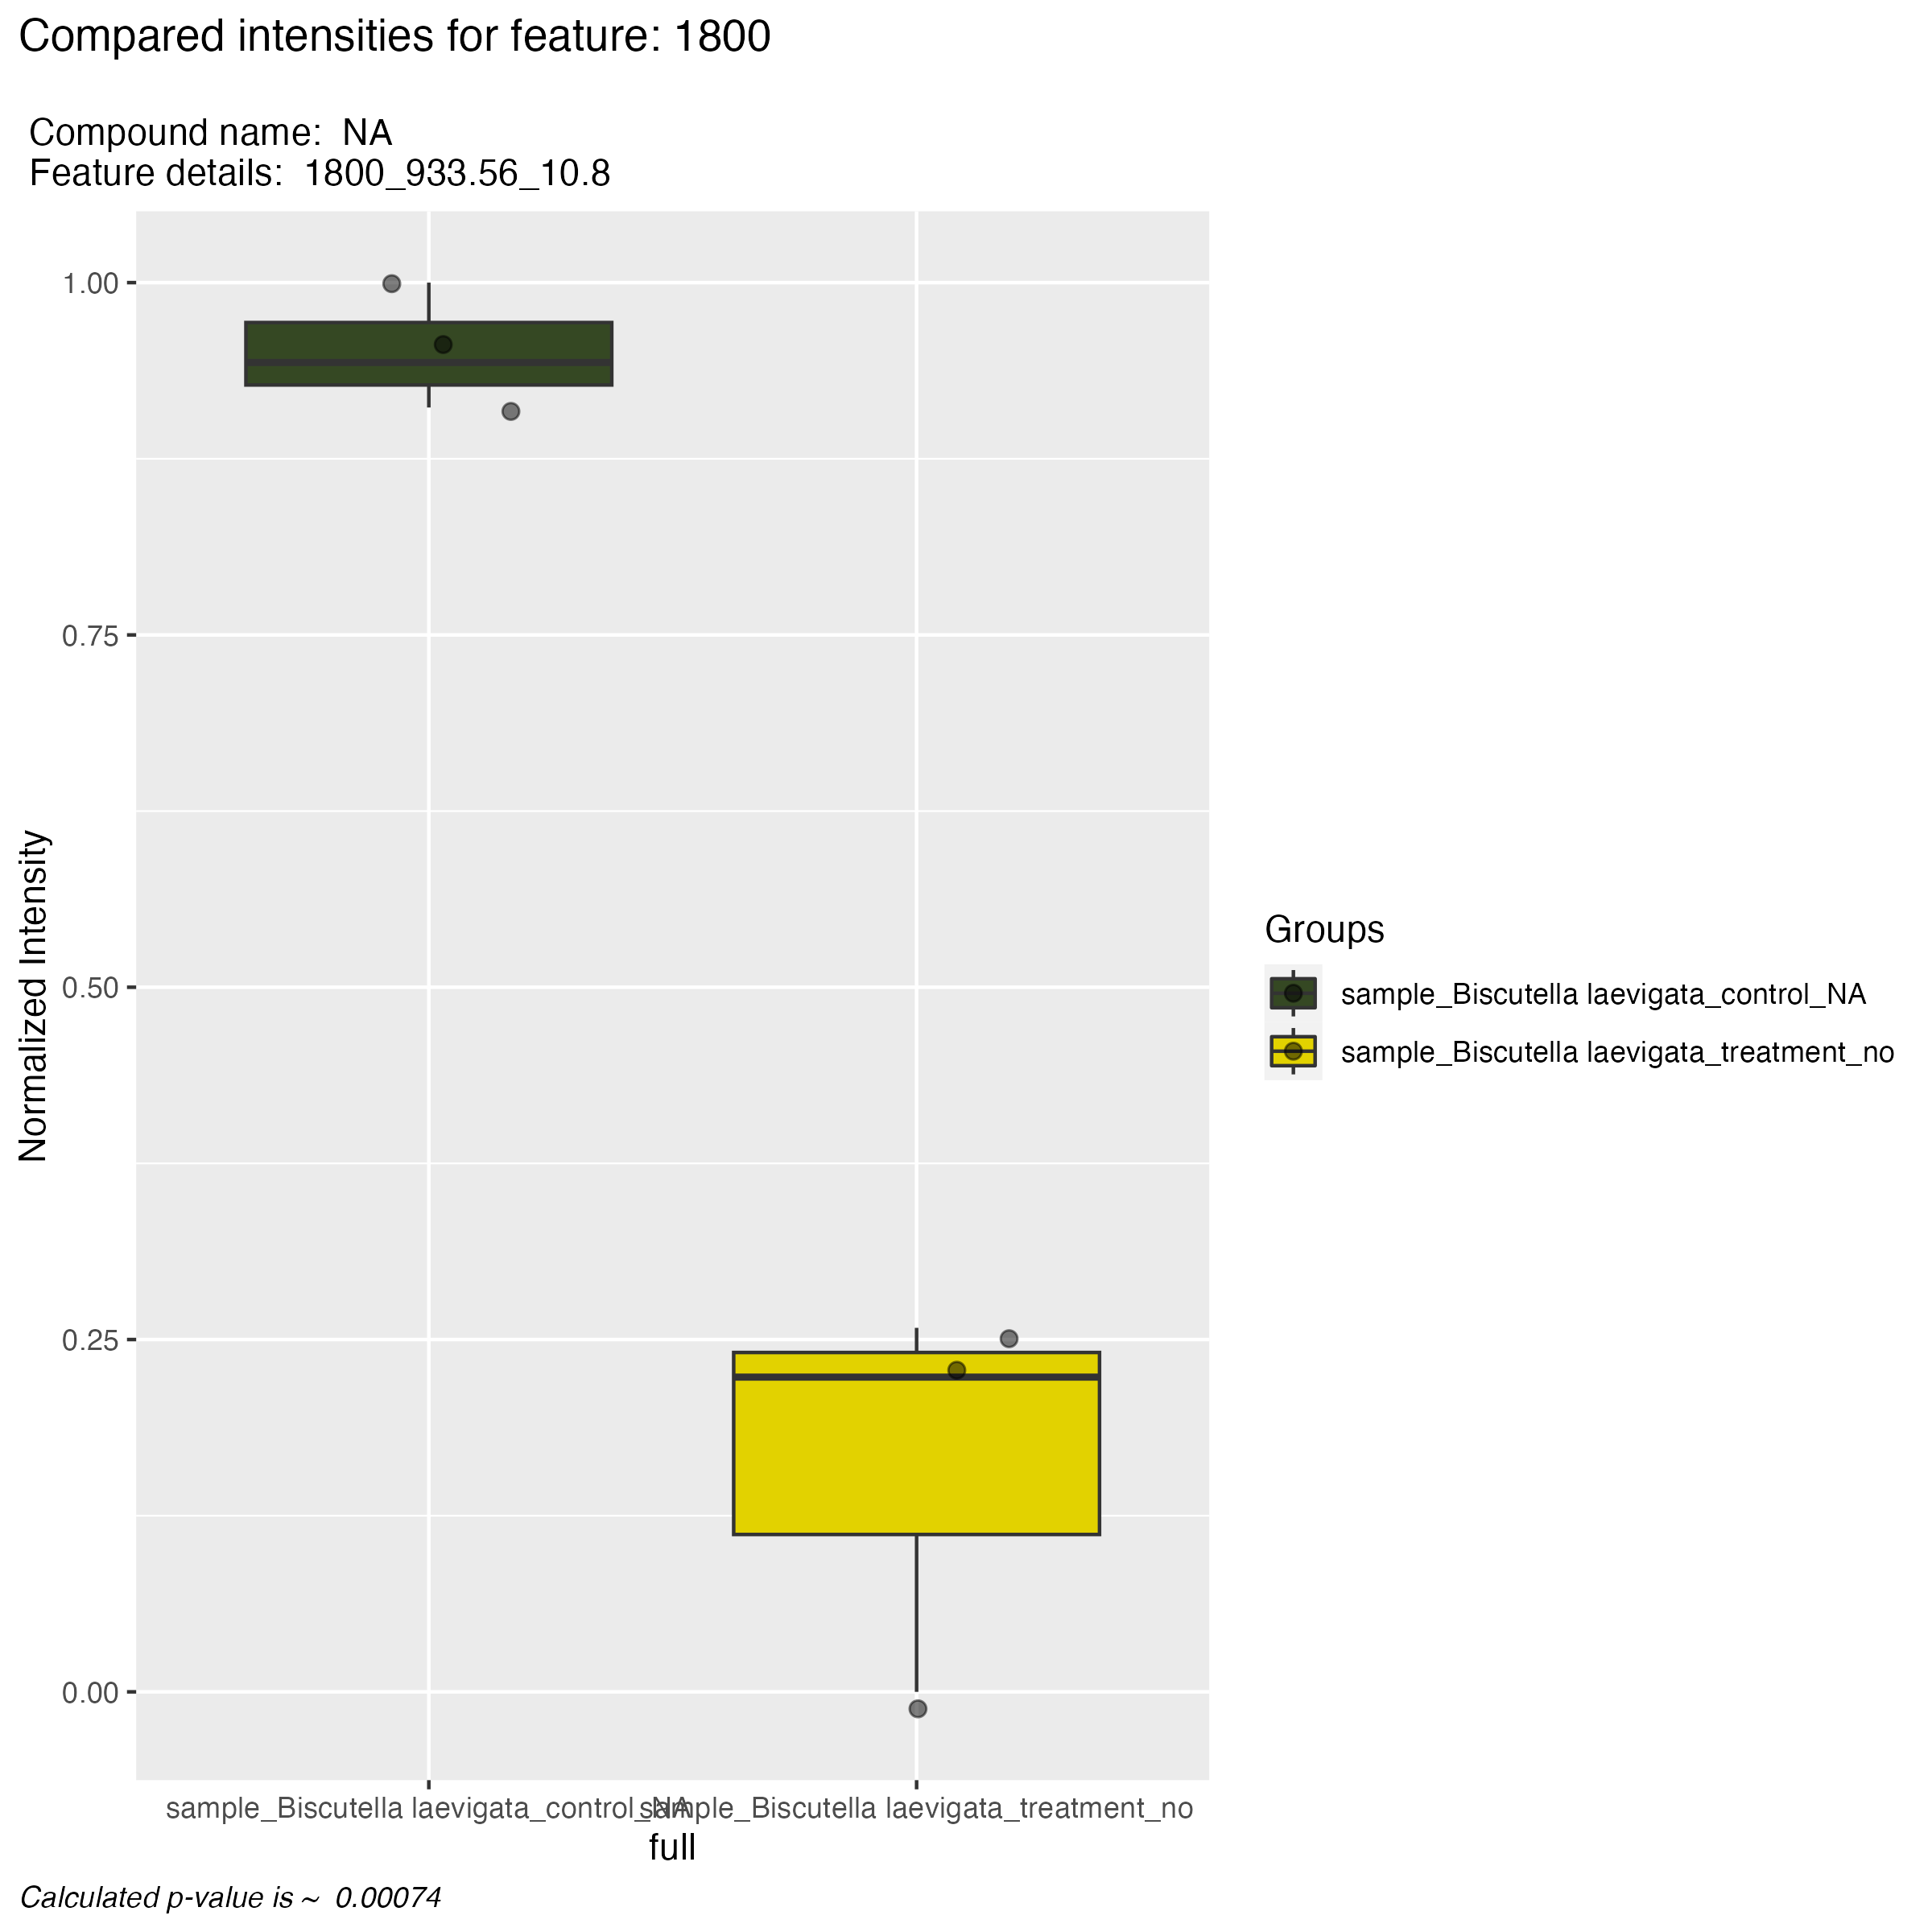 Compared intensities for feature: 1800
Compound name:  NA
Feature details:  1800_933.56_10.8
Normalized Intensity
1.00
0.75
0.50
0.25
0.00
sample_Biscutella laevigata_control_NA
sample_Biscutella laevigata_treatment_no
full
Groups
sample_Biscutella laevigata_control_NA
sample_Biscutella laevigata_treatment_no
Calculated p-value is ~  0.00074